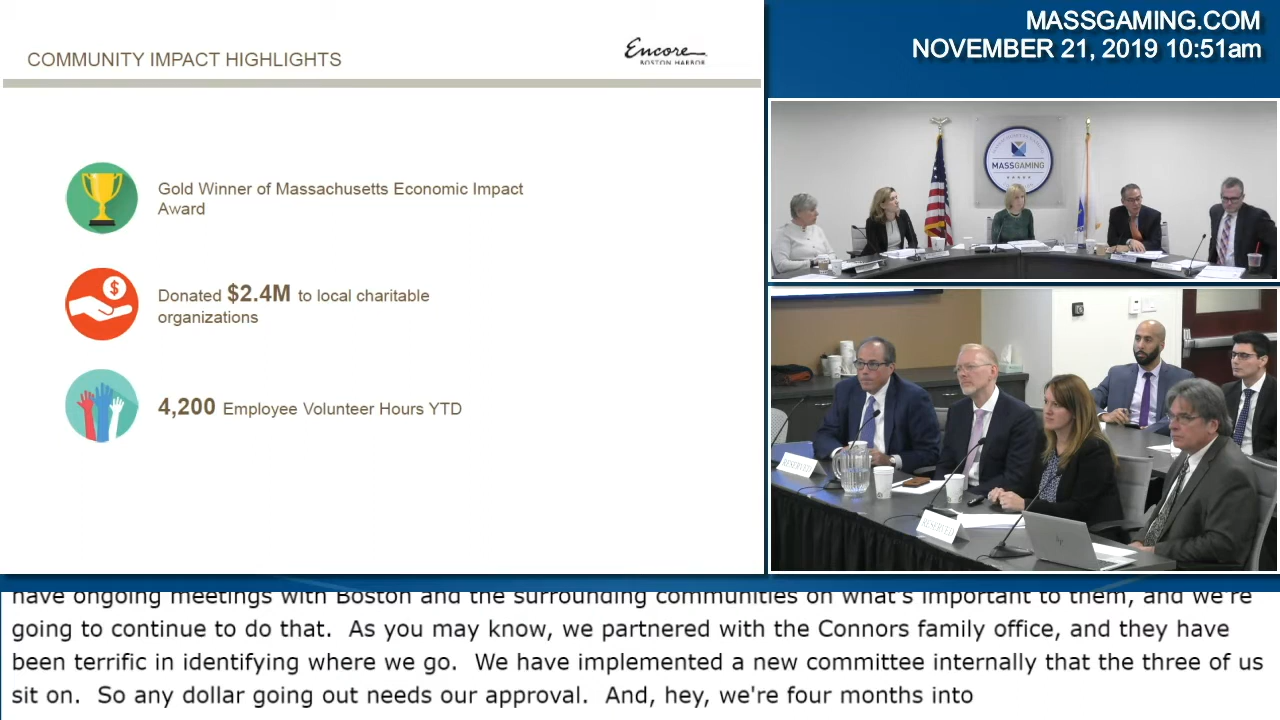 COMMUNITY IMPACT HIGHLIGHTS
Encore
BOSTON HARBOR
Gold Winner of Massachusetts Economic Impact
Award
Donated $2.4M to local charitable
organizations
4,200 Employee Volunteer Hours YTD
MASSGAMING.COM
NOVEMBER 21, 2019 10:51am
MASSGAMING
RESERVED
RESERVED
have ongoing meetings with Boston and the surrounding communities on what's important to them, and we're
going to continue to do that.  As you may know, we partnered with the Connors family office, and they have
been terrific in identifying where we go.  We have implemented a new committee internally that the three of us
sit on.  So any dollar going out needs our approval.  And, hey, we're four months into